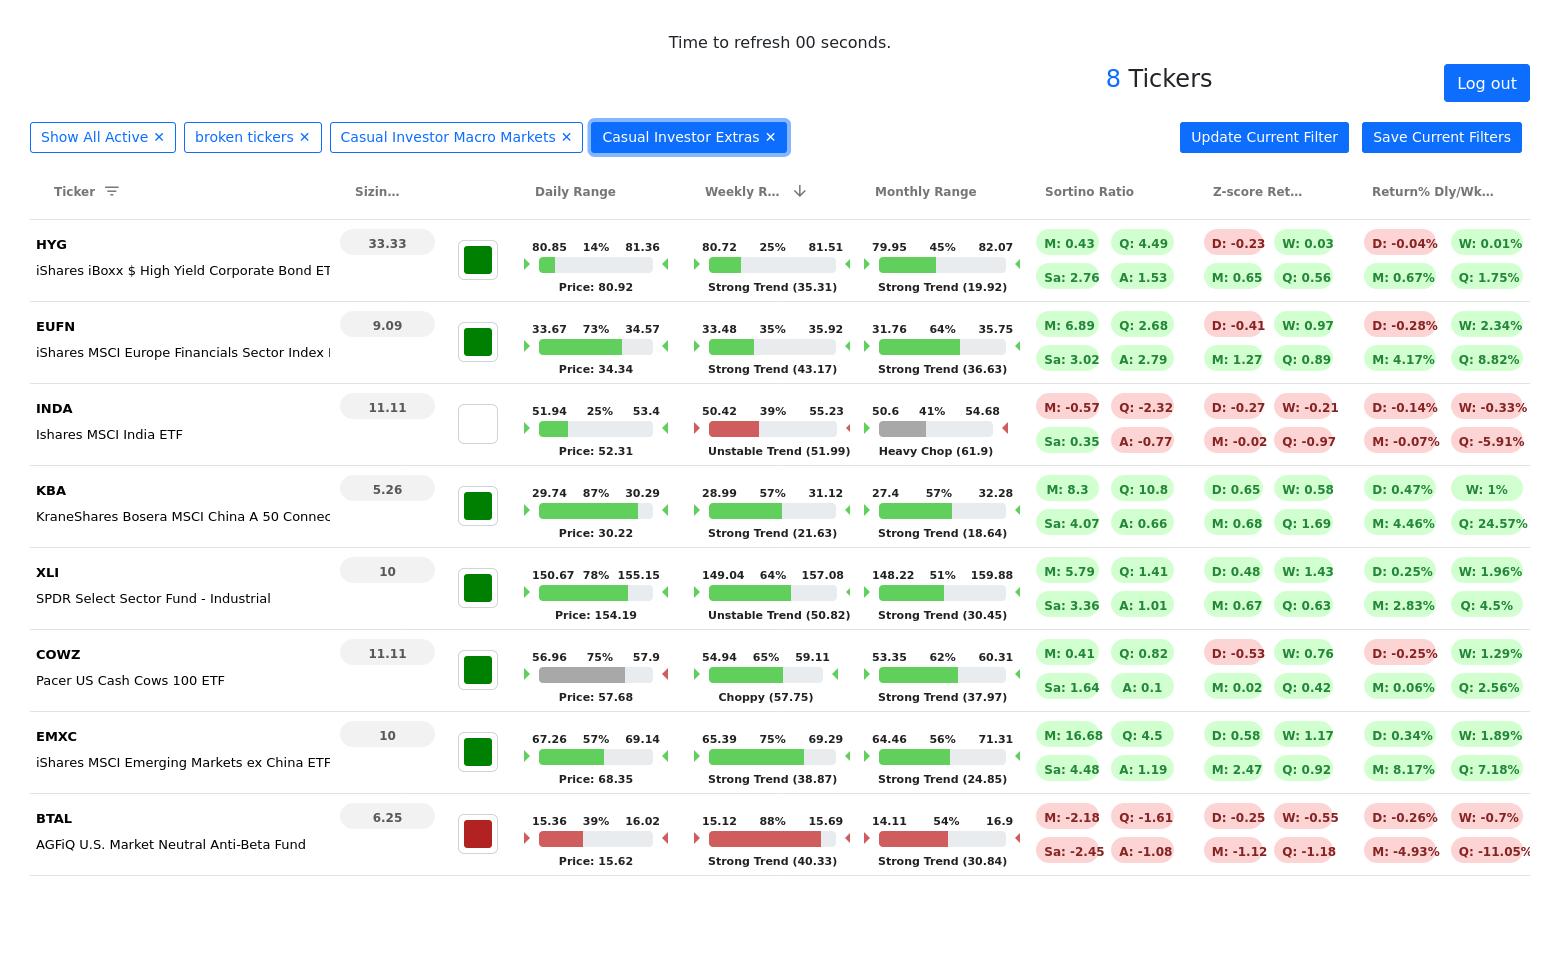 Time to refresh 00 seconds.
8 Tickers
Log out
Show All Active ✕ broken tickers ✕ Casual Investor Macro Markets ✕ Casual Investor Extras ✕ Update Current Filter Save Current Filters
Ticker Sizin... Daily Range Weekly R... Monthly Range Sortino Ratio Z-score Ret... Return% Dly/Wk...
HYG 33.33 80.85 14% 81.36 80.72 25% 81.51 79.95 45% 82.07 M: 0.43 Q: 4.49 D: -0.23 W: 0.03 D: -0.04% W: 0.01%
iShares iBoxx $ High Yield Corporate Bond ET Price: 80.92 Strong Trend (35.31) Strong Trend (19.92) Sa: 2.76 A: 1.53 M: 0.65 Q: 0.56 M: 0.67% Q: 1.75%
EUFN 9.09 33.67 73% 34.57 33.48 35% 35.92 31.76 64% 35.75 M: 6.89 Q: 2.68 D: -0.41 W: 0.97 D: -0.28% W: 2.34%
iShares MSCI Europe Financials Sector Index Price: 34.34 Strong Trend (43.17) Strong Trend (36.63) Sa: 3.02 A: 2.79 M: 1.27 Q: 0.89 M: 4.17% Q: 8.82%
INDA 11.11 51.94 25% 53.4 50.42 39% 55.23 50.6 41% 54.68 M: -0.57 Q: -2.32 D: -0.27 W: -0.21 D: -0.14% W: -0.33%
Ishares MSCI India ETF Price: 52.31 Unstable Trend (51.99) Heavy Chop (61.9) Sa: 0.35 A: -0.77 M: -0.02 Q: -0.97 M: -0.07% Q: -5.91%
KBA 5.26 29.74 87% 30.29 28.99 57% 31.12 27.4 57% 32.28 M: 8.3 Q: 10.8 D: 0.65 W: 0.58 D: 0.47% W: 1%
KraneShares Bosera MSCI China A 50 Connec Price: 30.22 Strong Trend (21.63) Strong Trend (18.64) Sa: 4.07 A: 0.66 M: 0.68 Q: 1.69 M: 4.46% Q: 24.57%
XLI 10 150.67 78% 155.15 149.04 64% 157.08 148.22 51% 159.88 M: 5.79 Q: 1.41 D: 0.48 W: 1.43 D: 0.25% W: 1.96%
SPDR Select Sector Fund - Industrial Price: 154.19 Unstable Trend (50.82) Strong Trend (30.45) Sa: 3.36 A: 1.01 M: 0.67 Q: 0.63 M: 2.83% Q: 4.5%
COWZ 11.11 56.96 75% 57.9 54.94 65% 59.11 53.35 62% 60.31 M: 0.41 Q: 0.82 D: -0.53 W: 0.76 D: -0.25% W: 1.29%
Pacer US Cash Cows 100 ETF Price: 57.68 Choppy (57.75) Strong Trend (37.97) Sa: 1.64 A: 0.1 M: 0.02 Q: 0.42 M: 0.06% Q: 2.56%
EMXC 10 67.26 57% 69.14 65.39 75% 69.29 64.46 56% 71.31 M: 16.68 Q: 4.5 D: 0.58 W: 1.17 D: 0.34% W: 1.89%
iShares MSCI Emerging Markets ex China ETF Price: 68.35 Strong Trend (38.87) Strong Trend (24.85) Sa: 4.48 A: 1.19 M: 2.47 Q: 0.92 M: 8.17% Q: 7.18%
BTAL 6.25 15.36 39% 16.02 15.12 88% 15.69 14.11 54% 16.9 M: -2.18 Q: -1.61 D: -0.25 W: -0.55 D: -0.26% W: -0.7%
AGFiQ U.S. Market Neutral Anti-Beta Fund Price: 15.62 Strong Trend (40.33) Strong Trend (30.84) Sa: -2.45 A: -1.08 M: -1.12 Q: -1.18 M: -4.93% Q: -11.05%